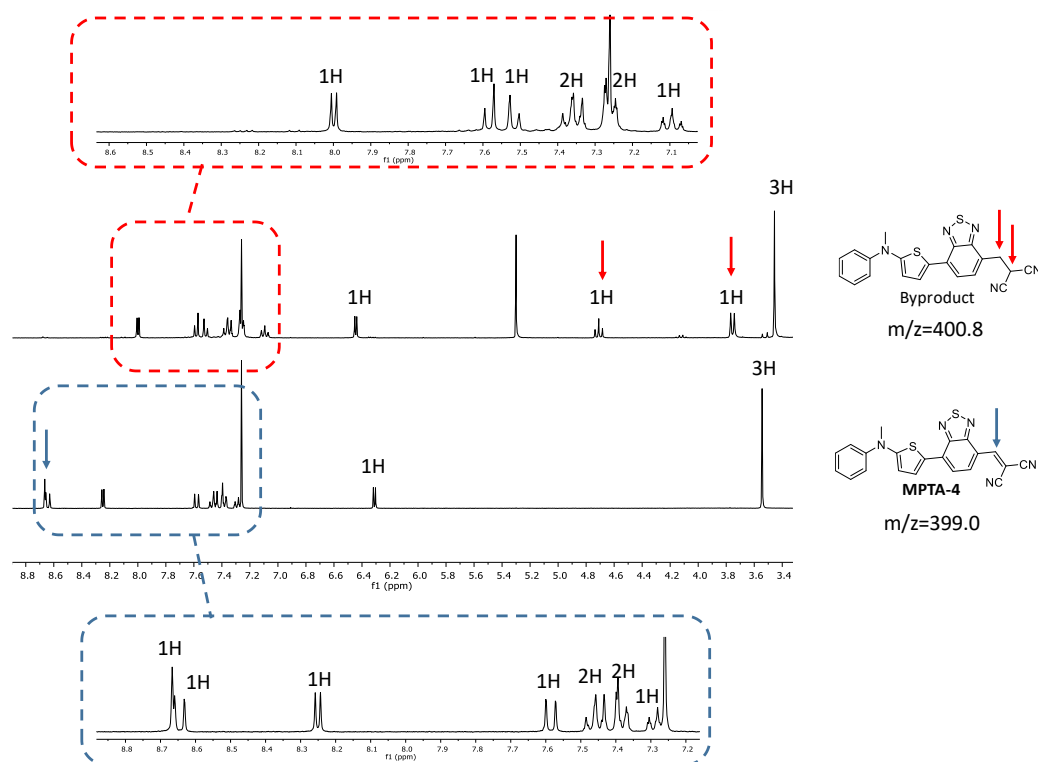 1H
1H
1H
2H
2H
1H
8.6 8.5 8.4 8.3 8.2 8.1 8.0 7.9 7.8 7.7 7.6 7.5 7.4 7.3 7.2 7.1
f1 (ppm)
1H
1H
1H
3H
S
N N
N
S
CN
NC
Byproduct
m/z=400.8
1H
3H
S
N N
N
S
CN
NC
MPTA-4
m/z=399.0
8.8 8.6 8.4 8.2 8.0 7.8 7.6 7.4 7.2 7.0 6.8 6.6 6.4 6.2 6.0 5.8 5.6 5.4 5.2 5.0 4.8 4.6 4.4 4.2 4.0 3.8 3.6 3.4
f1 (ppm)
1H
1H
1H
1H
2H
2H
1H
8.8 8.7 8.6 8.5 8.4 8.3 8.2 8.1 8.0 7.9 7.8 7.7 7.6 7.5 7.4 7.3 7.2
f1 (ppm)